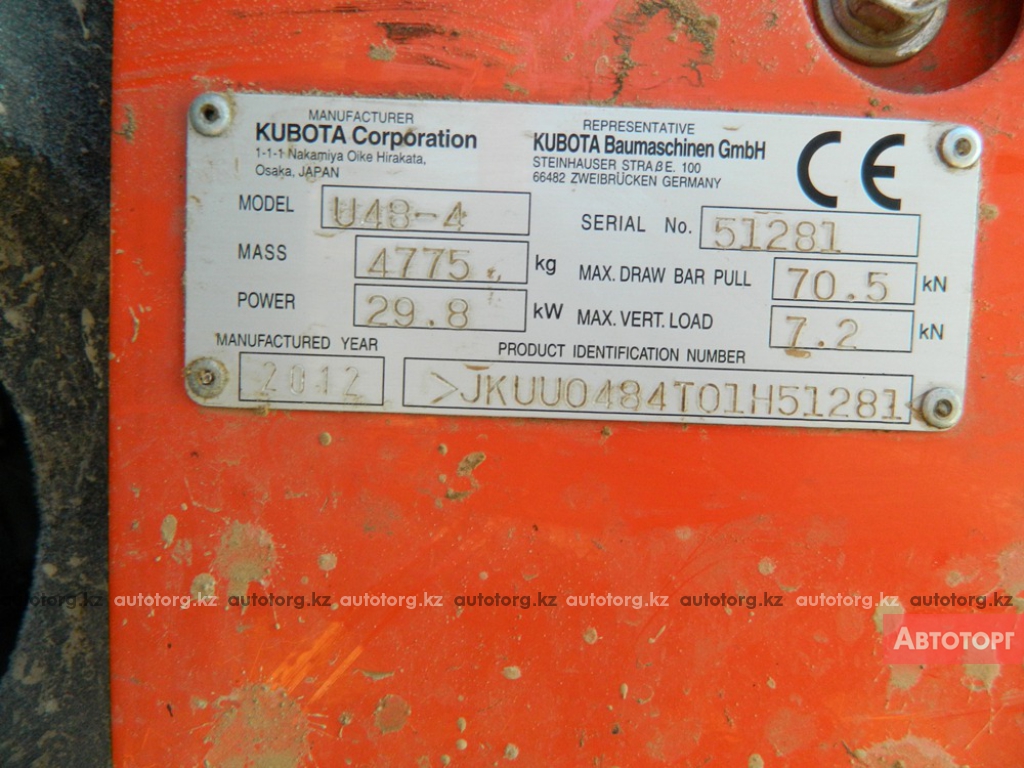 MANUFACTURER
KUBOTA Corporation
1-1-1 Nakamiya Oike Hirakata,
Osaka, JAPAN
REPRESENTATIVE
KUBOTA Baumaschinen GmbH
STEINHAUSER STRAßE. 100
66482 ZWEIBRÜCKEN GERMANY
CE
MODEL U48-4
SERIAL No. 51281
MASS 4775 kg
MAX. DRAW BAR PULL 70.5 kN
POWER 29.8 kW
MAX. VERT. LOAD 7.2 kN
MANUFACTURED YEAR
2012
PRODUCT IDENTIFICATION NUMBER
>JKUU0484T01H51281<
autotorg.kz autotorg.kz autotorg.kz autotorg.kz autotorg.kz autotorg.kz autotorg.kz autotorg.kz autotorg.kz
АВТОТОРГ